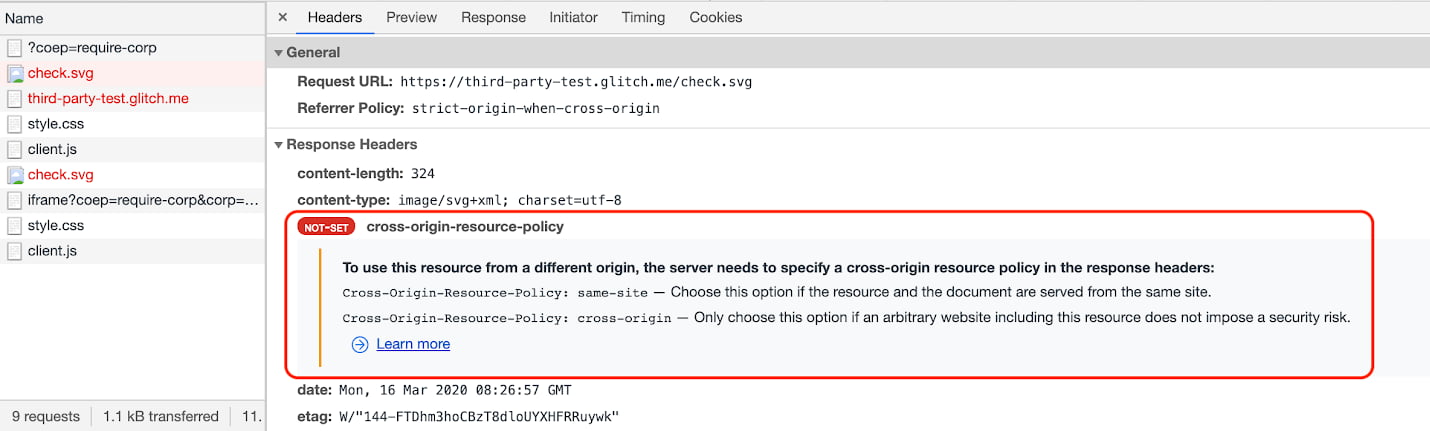 Name
?coep=require-corp
check.svg
third-party-test.glitch.me
style.css
client.js
check.svg
iframe?coep=require-corp&corp=...
style.css
client.js
9 requests 1.1 kB transferred 11.
× Headers Preview Response Initiator Timing Cookies
General
Request URL: https://third-party-test.glitch.me/check.svg
Referrer Policy: strict-origin-when-cross-origin
Response Headers
content-length: 324
content-type: image/svg+xml; charset=utf-8
NOT-SET cross-origin-resource-policy
To use this resource from a different origin, the server needs to specify a cross-origin resource policy in the response headers:
Cross-Origin-Resource-Policy: same-site — Choose this option if the resource and the document are served from the same site.
Cross-Origin-Resource-Policy: cross-origin — Only choose this option if an arbitrary website including this resource does not impose a security risk.
Learn more
date: Mon, 16 Mar 2020 08:26:57 GMT
etag: W/"144-FTDhm3hoCBzT8dloUYXHFRRuywk"